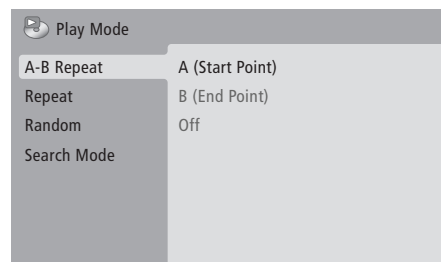 Play Mode
A-B Repeat
Repeat
Random
Search Mode
A (Start Point)
B (End Point)
Off